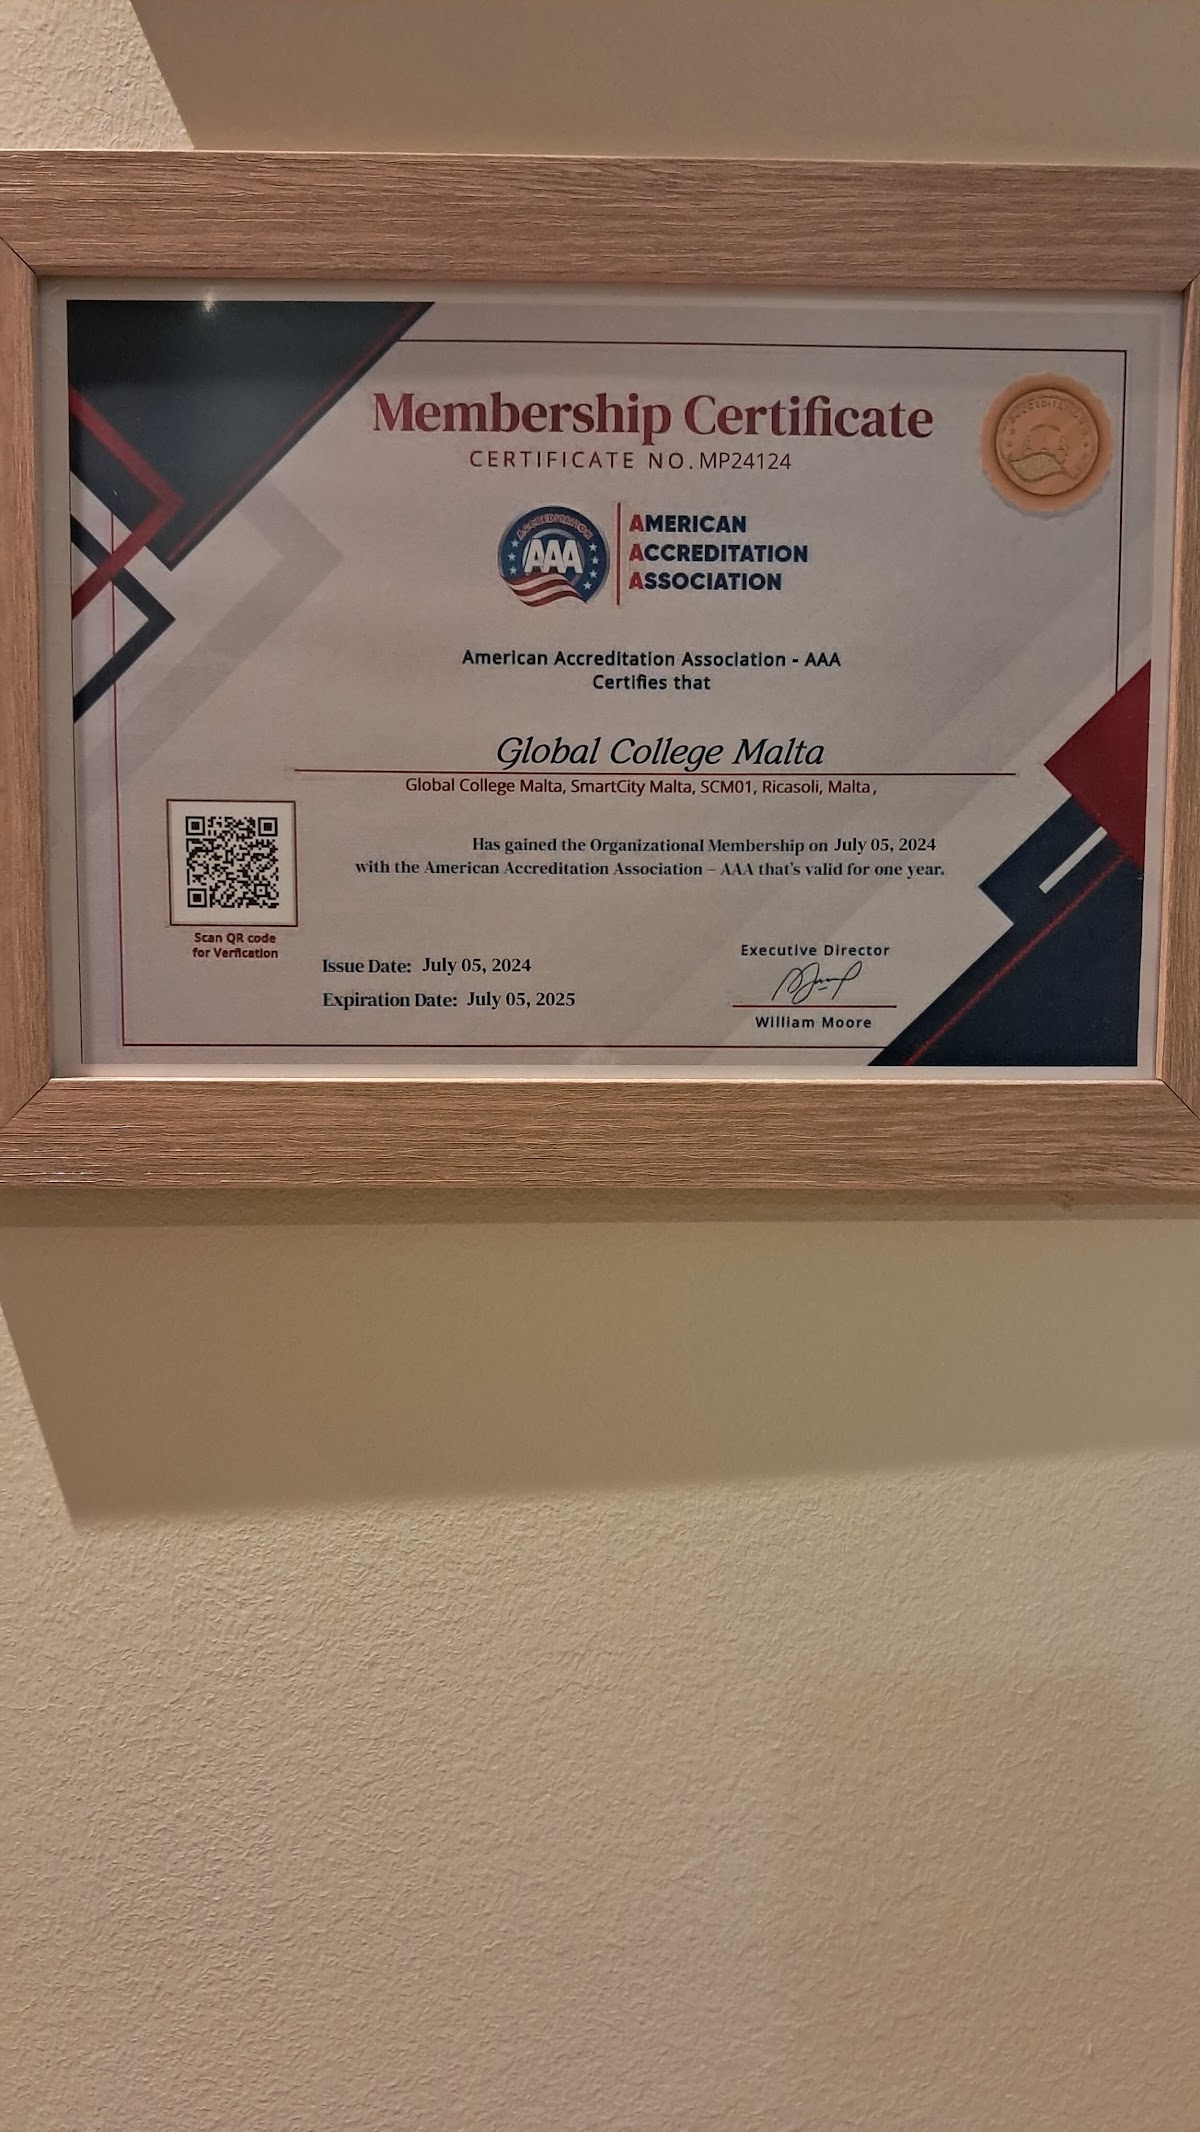 Membership Certificate
CERTIFICATE NO. MP24124
ACCREDITATION
ACCREDITATION
AAA
AMERICAN
ACCREDITATION
ASSOCIATION
American Accreditation Association - AAA
Certifies that
Global College Malta
Global College Malta, SmartCity Malta, SCM01, Ricasoli, Malta,
Has gained the Organizational Membership on July 05, 2024
with the American Accreditation Association – AAA that's valid for one year.
Scan QR code
for Verfication
Issue Date: July 05, 2024
Expiration Date: July 05, 2025
Executive Director
William Moore